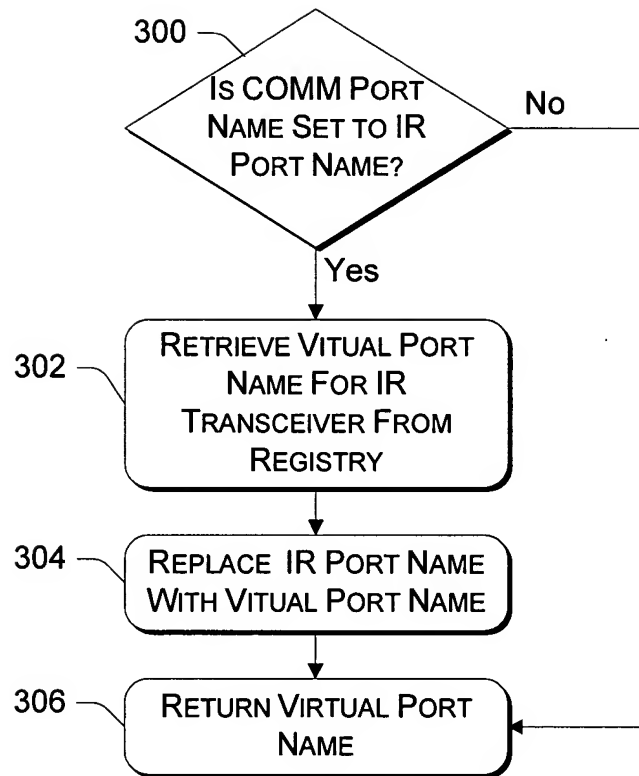 300
IS COMM PORT
NAME SET TO IR
PORT NAME?
No
Yes
302
RETRIEVE VITUAL PORT
NAME FOR IR
TRANSCEIVER FROM
REGISTRY
304
REPLACE IR PORT NAME
WITH VITUAL PORT NAME
306
RETURN VIRTUAL PORT
NAME